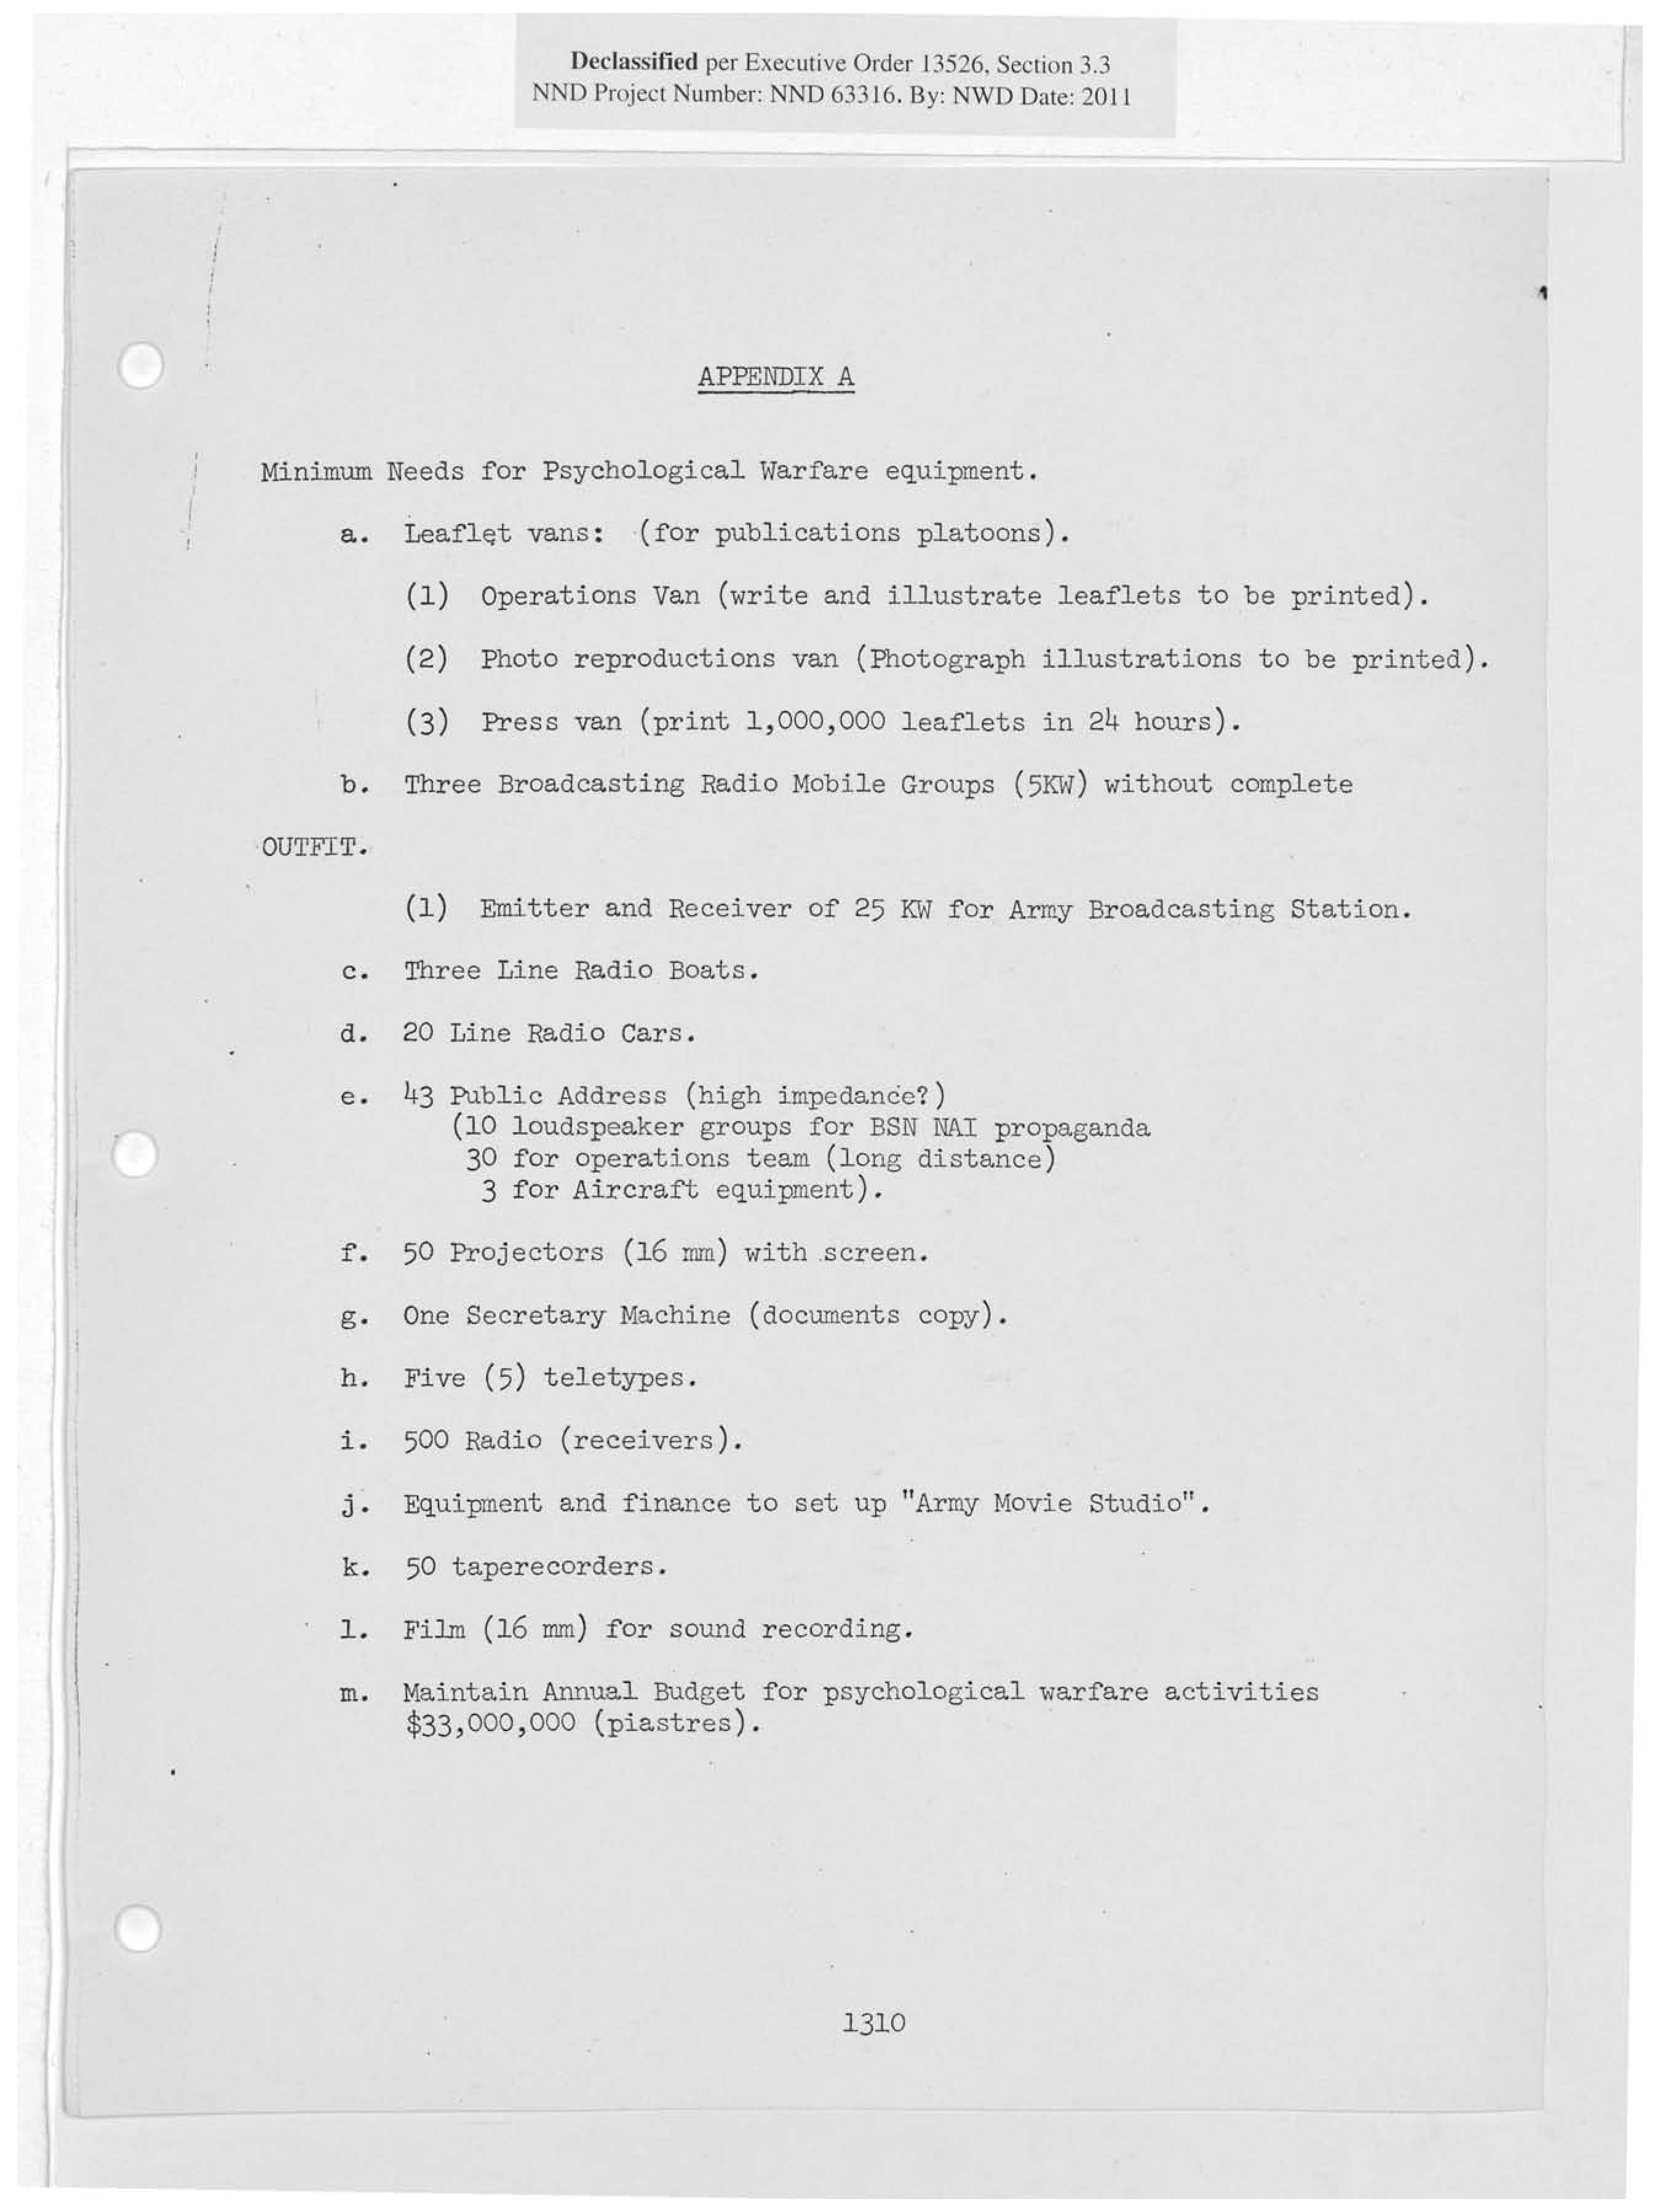 Declassified per Executive Order 13526, Section 3.3
NND Project Number: NND 63316. By: NWD Date: 2011
APPENDIX A
Minimum Needs for Psychological Warfare equipment.
a. Leaflet vans: (for publications platoons).
(1) Operations Van (write and illustrate leaflets to be printed).
(2) Photo reproductions van (Photograph illustrations to be printed).
(3) Press van (print 1,000,000 leaflets in 24 hours).
b. Three Broadcasting Radio Mobile Groups (5KW) without complete
OUTFIT.
(1) Emitter and Receiver of 25 KW for Army Broadcasting Station.
c. Three Line Radio Boats.
d. 20 Line Radio Cars.
e. 43 Public Address (high impedance?)
(10 loudspeaker groups for BSN NAI propaganda
30 for operations team (long distance)
3 for Aircraft equipment).
f. 50 Projectors (16 mm) with screen.
g. One Secretary Machine (documents copy).
h. Five (5) teletypes.
i. 500 Radio (receivers).
j. Equipment and finance to set up "Army Movie Studio".
k. 50 taperecorders.
l. Film (16 mm) for sound recording.
m. Maintain Annual Budget for psychological warfare activities
$33,000,000 (piastres).
1310